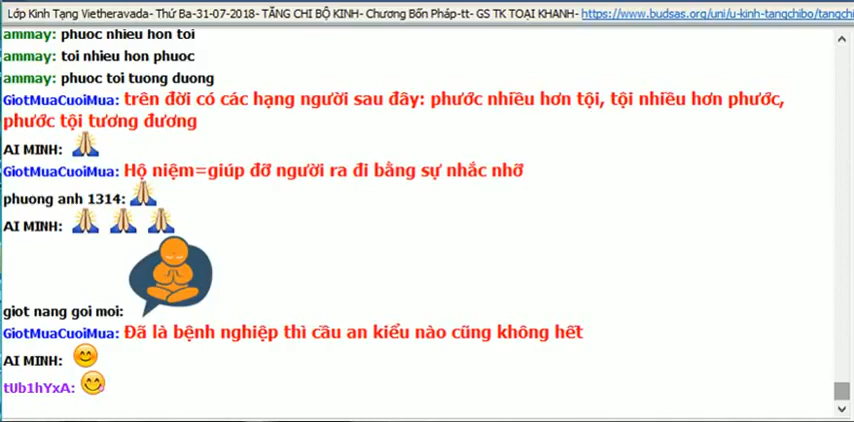 Lớp Kinh Tạng Vietheravada- Thứ Ba-31-07-2018- TĂNG CHI BỘ KINH- Chương Bốn Pháp-tt- GS TK TOẠI KHANH- https://www.budsas.org/uni/u-kinh-tangchibo/tangchi
ammay: phuoc nhieu hon toi
ammay: toi nhieu hon phuoc
ammay: phuoc toi tuong duong
GiotMuaCuoiMua: trên đời có các hạng người sau đây: phước nhiều hơn tội, tội nhiều hơn phước,
phước tội tương đương
AI MINH:
GiotMuaCuoiMua: Hộ niệm=giúp đỡ người ra đi bằng sự nhắc nhỡ
phuong anh 1314:
AI MINH:
giot nang goi moi:
GiotMuaCuoiMua: Đã là bệnh nghiệp thì cầu an kiểu nào cũng không hết
AI MINH:
tUb1hYxA: